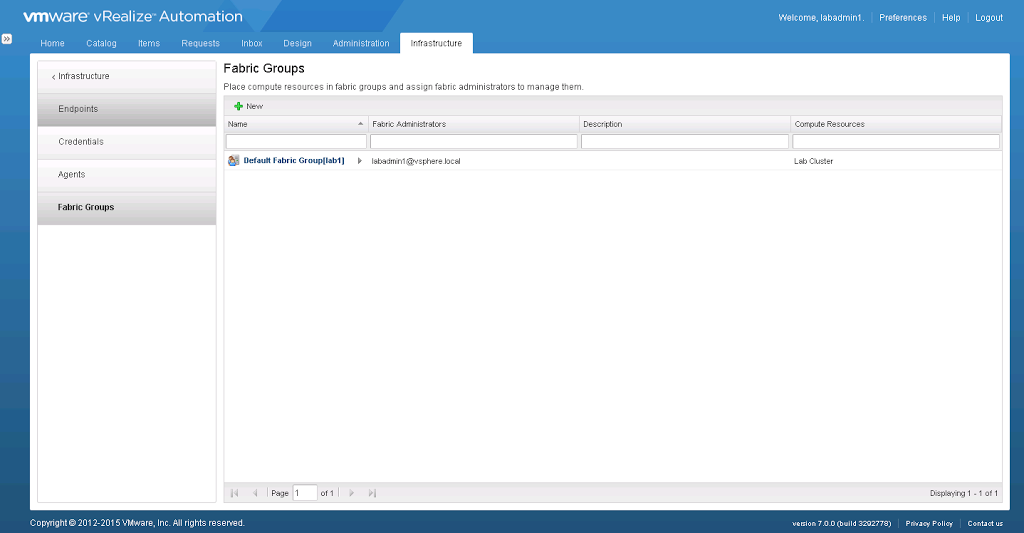 vmware® vRealize™ Automation
Welcome, labadmin1. Preferences Help Logout
Home Catalog Items Requests Inbox Design Administration Infrastructure
< Infrastructure
Endpoints
Credentials
Agents
Fabric Groups
Fabric Groups
Place compute resources in fabric groups and assign fabric administrators to manage them.
New
Name Fabric Administrators Description Compute Resources
Default Fabric Group[lab1] labadmin1@vsphere.local Lab Cluster
Page 1 of 1
Displaying 1 - 1 of 1
Copyright © 2012-2015 VMware, Inc. All rights reserved.
version 7.0.0 (build 3292778) Privacy Policy Contact us